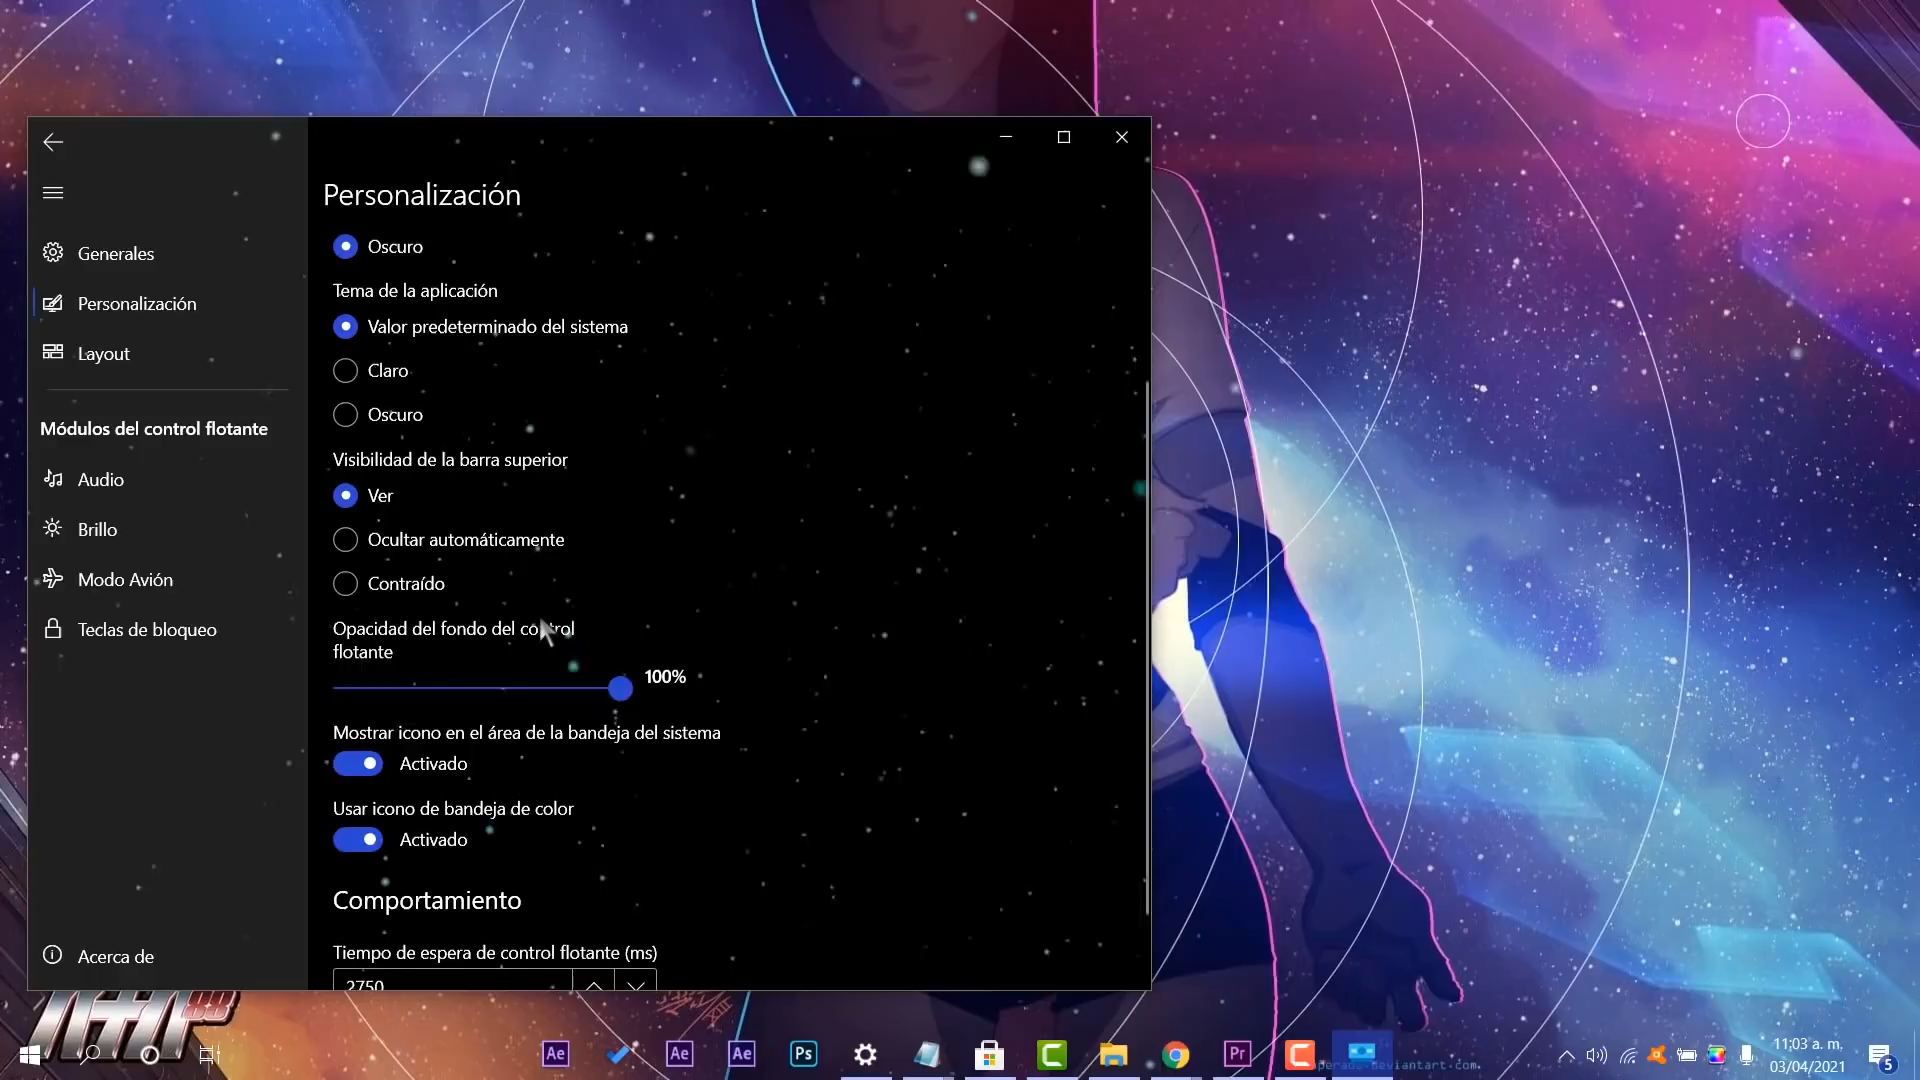 Personalización
Generales
Personalización
Layout
Módulos del control flotante
Audio
Brillo
Modo Avión
Teclas de bloqueo
Acerca de
Oscuro
Tema de la aplicación
Valor predeterminado del sistema
Claro
Oscuro
Visibilidad de la barra superior
Ver
Ocultar automáticamente
Contraído
Opacidad del fondo del control
flotante
100%
Mostrar icono en el área de la bandeja del sistema
Activado
Usar icono de bandeja de color
Activado
Comportamiento
Tiempo de espera de control flotante (ms)
2750
Ae
Ae
Ae
Ps
Pr
deviantart.com
11:03 a. m.
03/04/2021
5